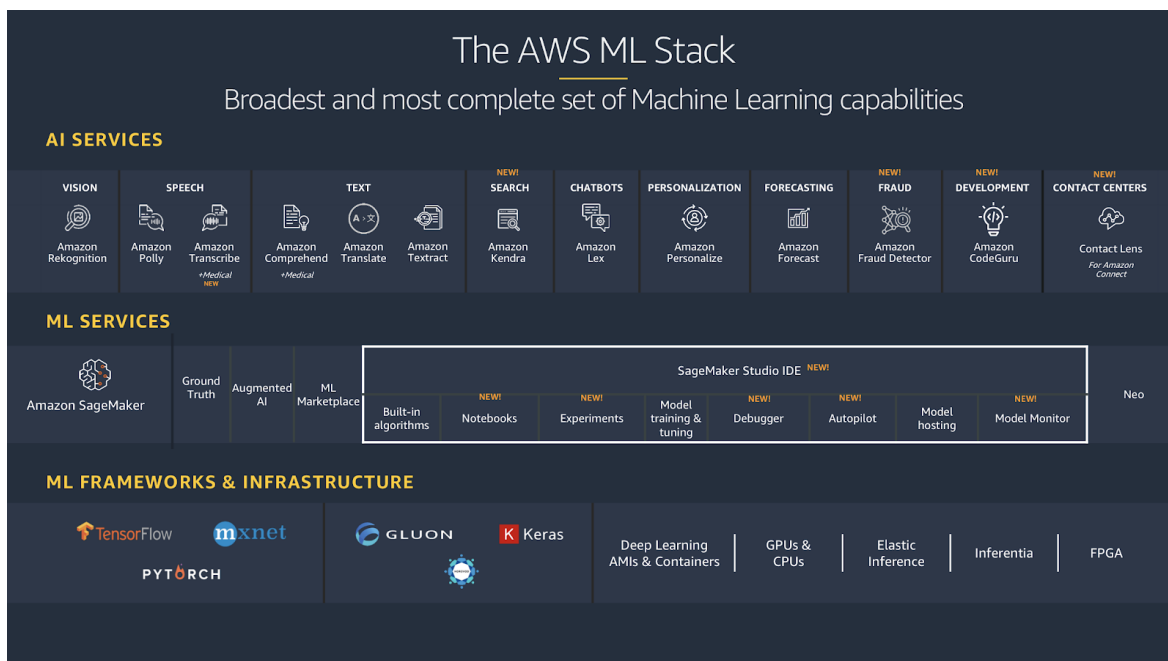 The AWS ML Stack
Broadest and most complete set of Machine Learning capabilities
AI SERVICES
VISION
Amazon
Rekognition
SPEECH
Amazon
Polly
Amazon
Transcribe
+Medical
NEW
TEXT
Amazon
Comprehend
+Medical
A > 文
Amazon
Translate
Amazon
Textract
NEW!
SEARCH
Amazon
Kendra
CHATBOTS
Amazon
Lex
PERSONALIZATION
Amazon
Personalize
FORECASTING
Amazon
Forecast
NEW!
FRAUD
Amazon
Fraud Detector
NEW!
DEVELOPMENT
Amazon
CodeGuru
NEW!
CONTACT CENTERS
Contact Lens
For Amazon
Connect
ML SERVICES
Amazon SageMaker
Ground
Truth
Augmented
AI
ML
Marketplace
SageMaker Studio IDE NEW!
Built-in
algorithms
NEW!
Notebooks
NEW!
Experiments
Model
training &
tuning
NEW!
Debugger
NEW!
Autopilot
Model
hosting
NEW!
Model Monitor
Neo
ML FRAMEWORKS & INFRASTRUCTURE
TensorFlow
mxnet
PYTORCH
GLUON
K Keras
Deep Learning
AMIs & Containers
GPUs &
CPUs
Elastic
Inference
Inferentia
FPGA